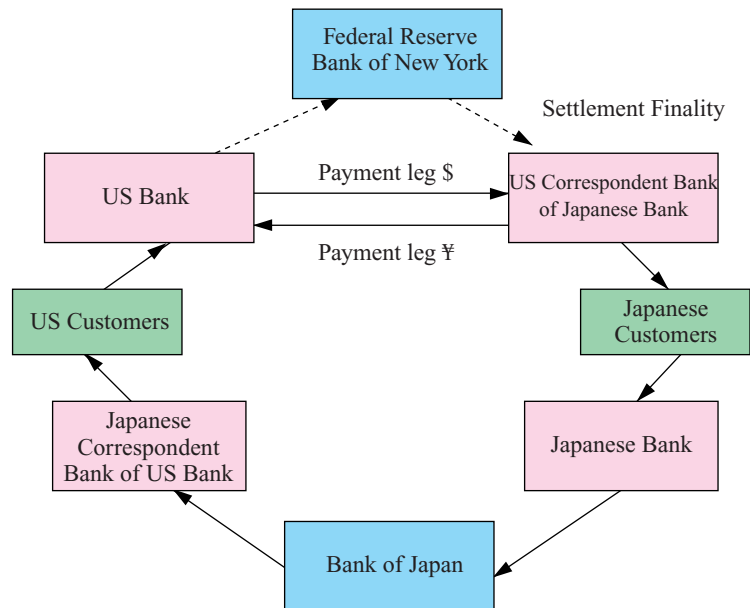 Federal Reserve
Bank of New York
Settlement Finality
US Bank
Payment leg $
US Correspondent Bank
of Japanese Bank
Payment leg ¥
US Customers
Japanese
Customers
Japanese
Correspondent
Bank of US Bank
Japanese Bank
Bank of Japan